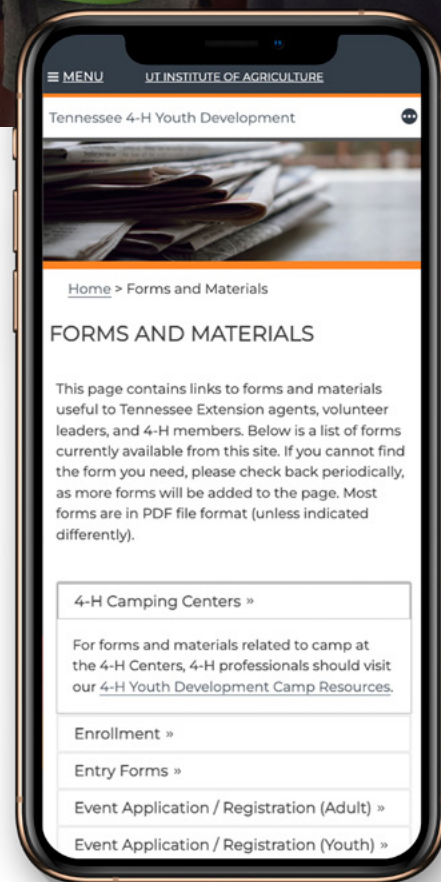 ≡ MENU UT INSTITUTE OF AGRICULTURE
Tennessee 4-H Youth Development
Home > Forms and Materials
FORMS AND MATERIALS
This page contains links to forms and materials
useful to Tennessee Extension agents, volunteer
leaders, and 4-H members. Below is a list of forms
currently available from this site. If you cannot find
the form you need, please check back periodically,
as more forms will be added to the page. Most
forms are in PDF file format (unless indicated
differently).
4-H Camping Centers »
For forms and materials related to camp at
the 4-H Centers, 4-H professionals should visit
our 4-H Youth Development Camp Resources.
Enrollment »
Entry Forms »
Event Application / Registration (Adult) »
Event Application / Registration (Youth) »